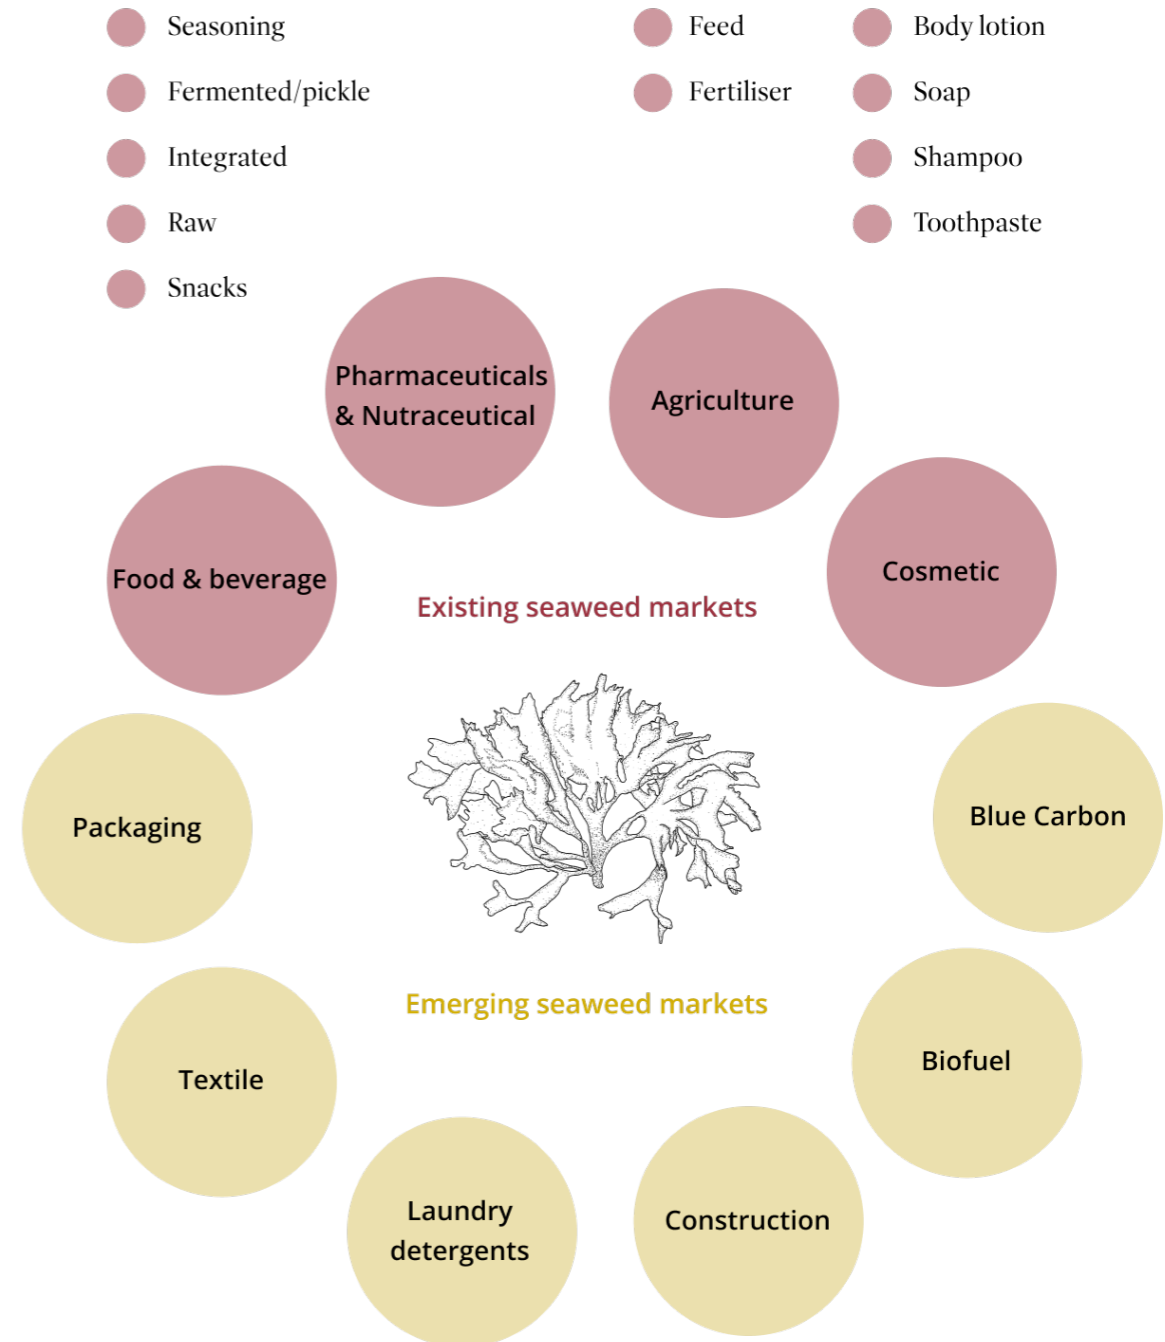 Seasoning
Fermented/pickle
Integrated
Raw
Snacks
Feed
Fertiliser
Body lotion
Soap
Shampoo
Toothpaste
Pharmaceuticals
& Nutraceutical
Agriculture
Food & beverage
Cosmetic
Existing seaweed markets
Packaging
Blue Carbon
Emerging seaweed markets
Textile
Biofuel
Laundry
detergents
Construction